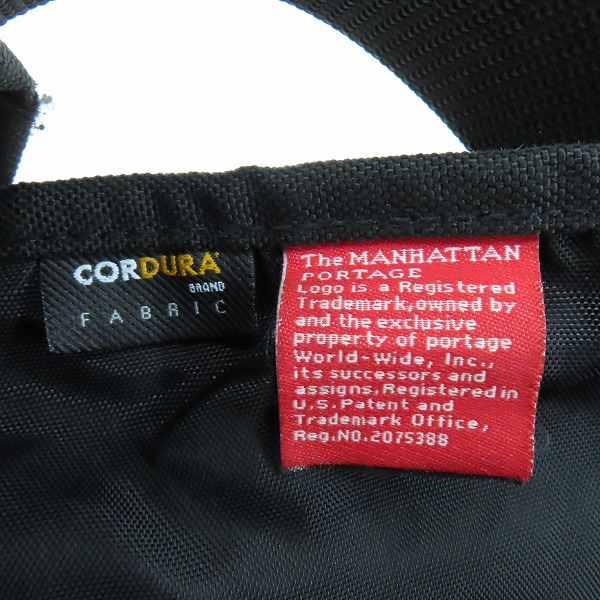 CORDURA
BRAND
FABRIC
The MANHATTAN
PORTAGE
Logo is a Registered
Trademark,owned by
and the exclusive
property of portage
World-Wide, Inc.,
its successors and
assigns,Registered in
U.S.Patent and
Trademark Office,
Reg.NO.2075388